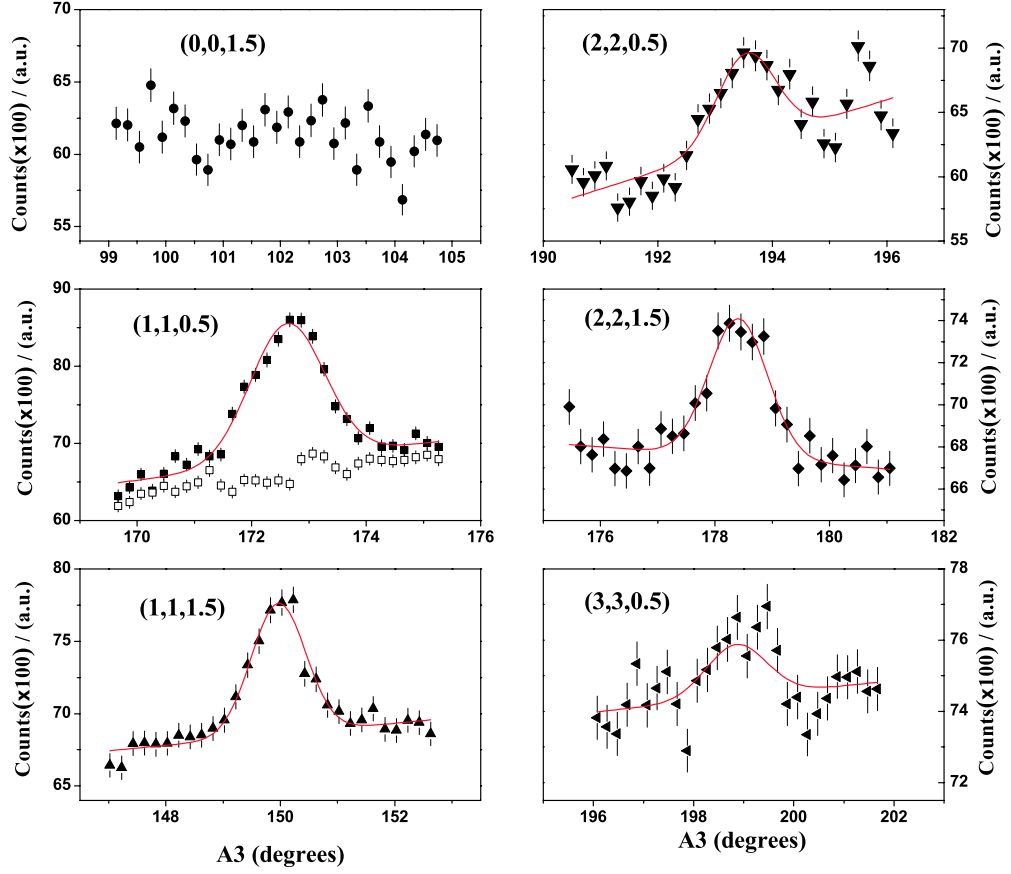 70
65
60
55
99 100 101 102 103 104 105
Counts(x100) / (a.u.)
(0,0,1.5)
70
65
60
55
190 192 194 196
Counts(x100) / (a.u.)
(2,2,0.5)
90
80
70
60
170 172 174 176
Counts(x100) / (a.u.)
(1,1,0.5)
74
72
70
68
66
176 178 180 182
Counts(x100) / (a.u.)
(2,2,1.5)
80
75
70
65
148 150 152
Counts(x100) / (a.u.)
(1,1,1.5)
A3 (degrees)
78
76
74
72
196 198 200 202
Counts(x100) / (a.u.)
(3,3,0.5)
A3 (degrees)